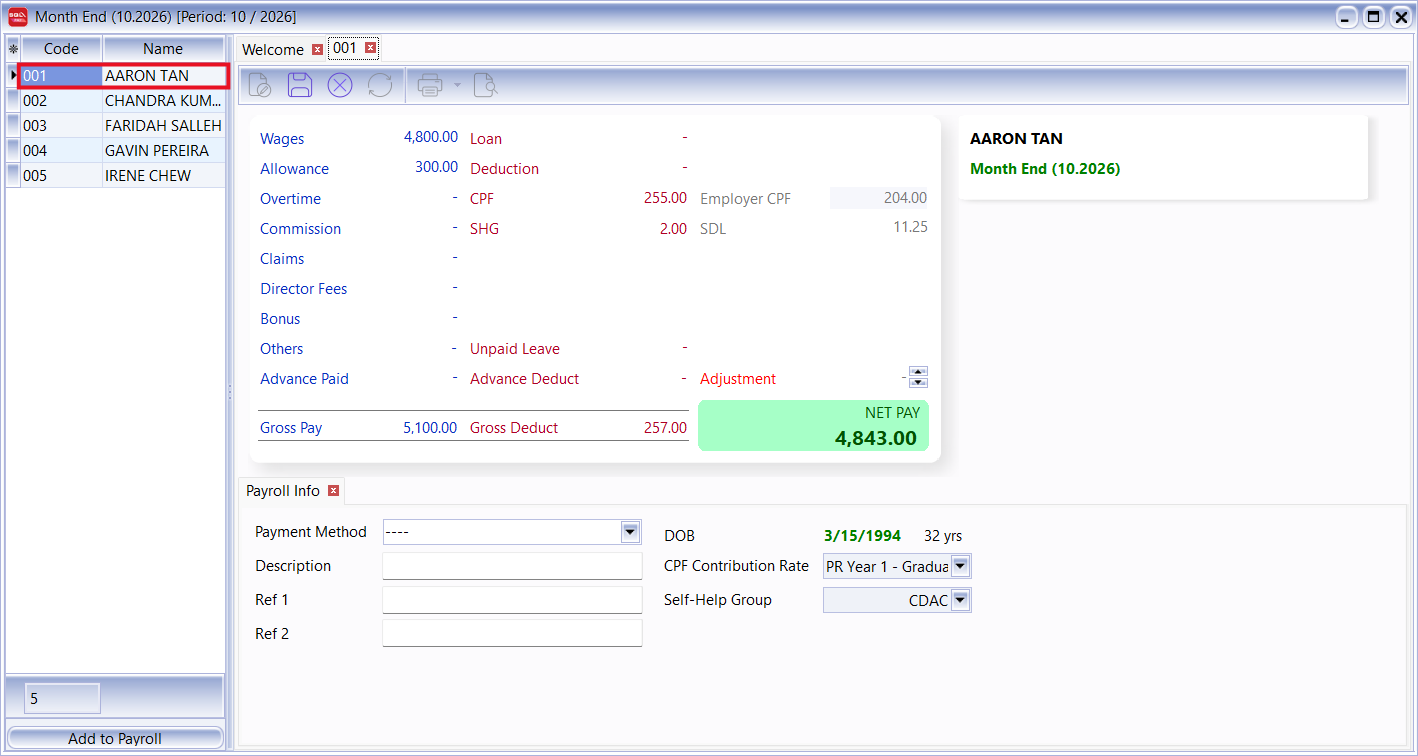 Month End (10.2026) [Period: 10 / 2026]
Code Name
001 AARON TAN
002 CHANDRA KUM...
003 FARIDAH SALLEH
004 GAVIN PEREIRA
005 IRENE CHEW
5
Add to Payroll
Welcome 001
Wages 4,800.00 Loan -
Allowance 300.00 Deduction -
Overtime - CPF 255.00 Employer CPF 204.00
Commission - SHG 2.00 SDL 11.25
Claims -
Director Fees -
Bonus -
Others - Unpaid Leave -
Advance Paid - Advance Deduct - Adjustment -
Gross Pay 5,100.00 Gross Deduct 257.00
NET PAY
4,843.00
AARON TAN
Month End (10.2026)
Payroll Info
Payment Method ----
Description
Ref 1
Ref 2
DOB 3/15/1994 32 yrs
CPF Contribution Rate PR Year 1 - Gradua
Self-Help Group CDAC